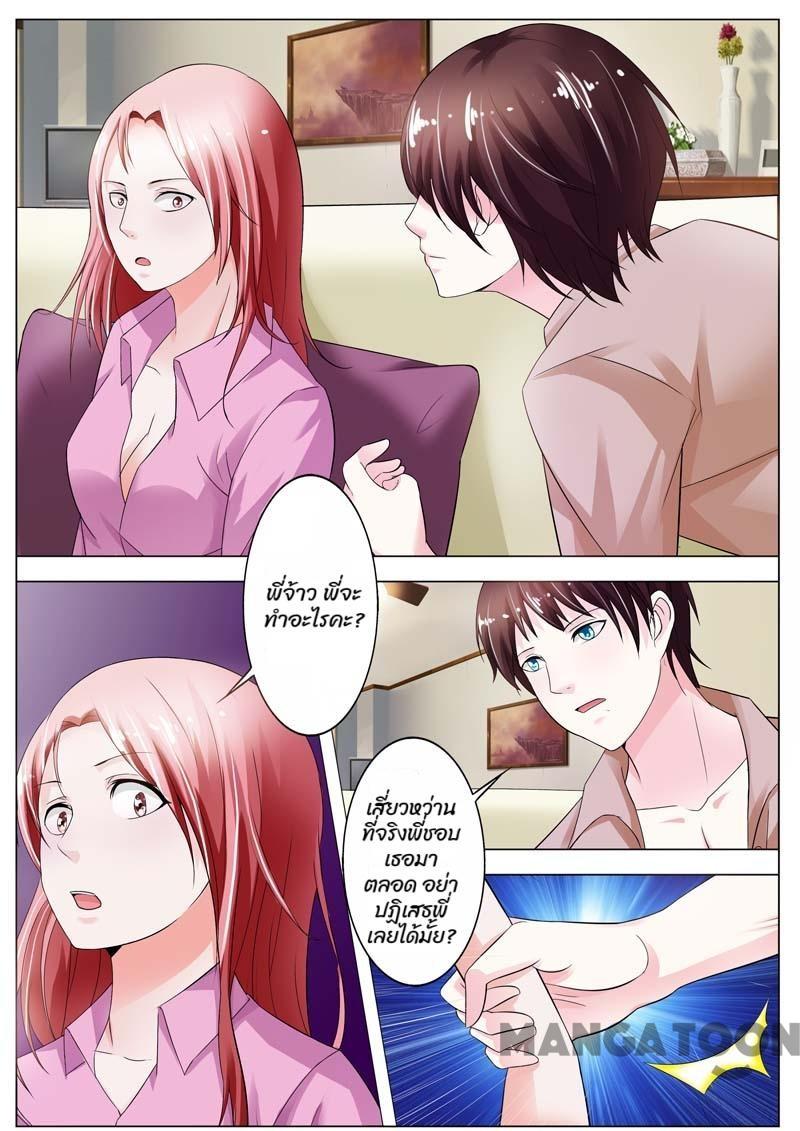 พี่จ้าว พี่จะ
ทำอะไรคะ?
เสี่ยวหว่าน
ที่จริงพี่ชอบ
เธอมา
ตลอด อย่า
ปฏิเสธพี่
เลยได้มั้ย?
MANGATOON